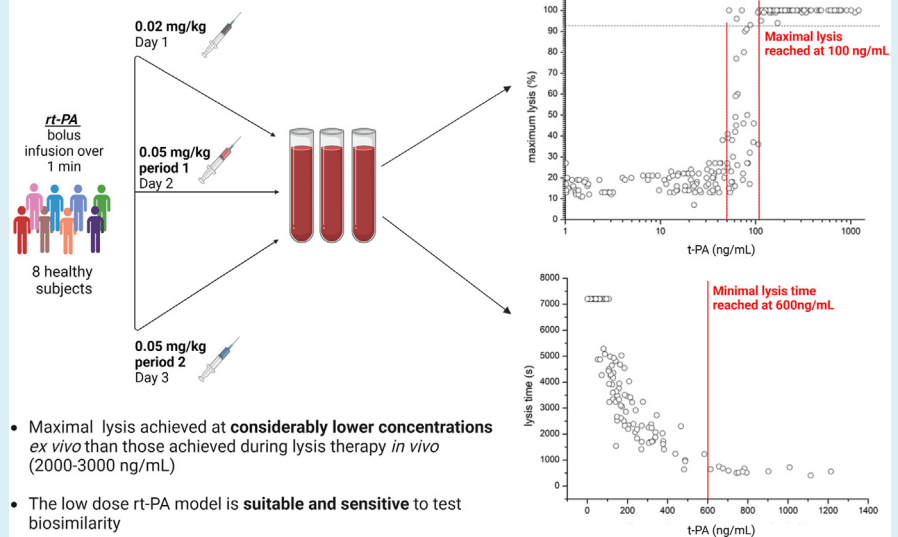 rt-PA
bolus
infusion over
1 min
8 healthy
subjects
0.02 mg/kg
Day 1
0.05 mg/kg
period 1
Day 2
0.05 mg/kg
period 2
Day 3
maximum lysis (%)
100
90
80
70
60
50
40
30
20
10
0
1
10
100
1000
t-PA (ng/mL)
Maximal lysis
reached at 100 ng/mL
lysis time (s)
8000
7000
6000
5000
4000
3000
2000
1000
0
0
200
400
600
800
1000
1200
1400
t-PA (ng/mL)
Minimal lysis time
reached at 600ng/mL
• Maximal lysis achieved at considerably lower concentrations
ex vivo than those achieved during lysis therapy in vivo
(2000-3000 ng/mL)
• The low dose rt-PA model is suitable and sensitive to test
biosimilarity